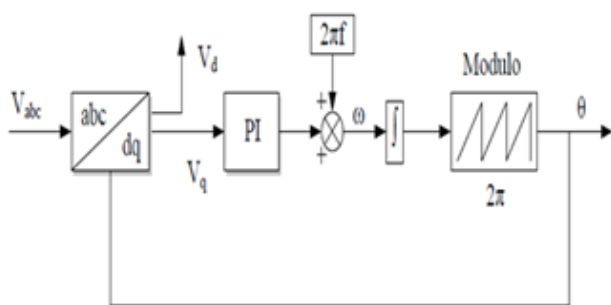 2πf
V_d
Modulo
V_abc
abc
dq
PI
+
+
ω
∫
θ
V_q
2π